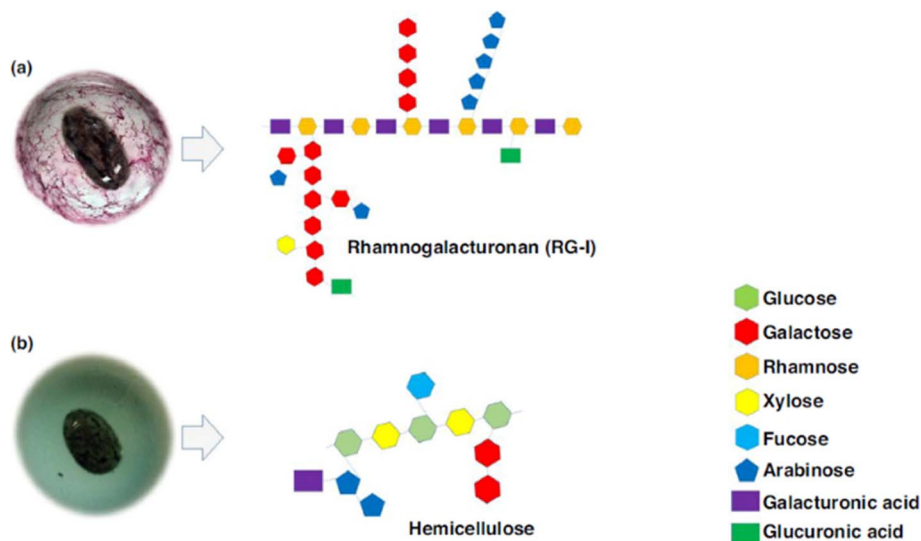 (a)
Rhamnogalacturonan (RG-I)
(b)
Hemicellulose
Glucose
Galactose
Rhamnose
Xylose
Fucose
Arabinose
Galacturonic acid
Glucuronic acid